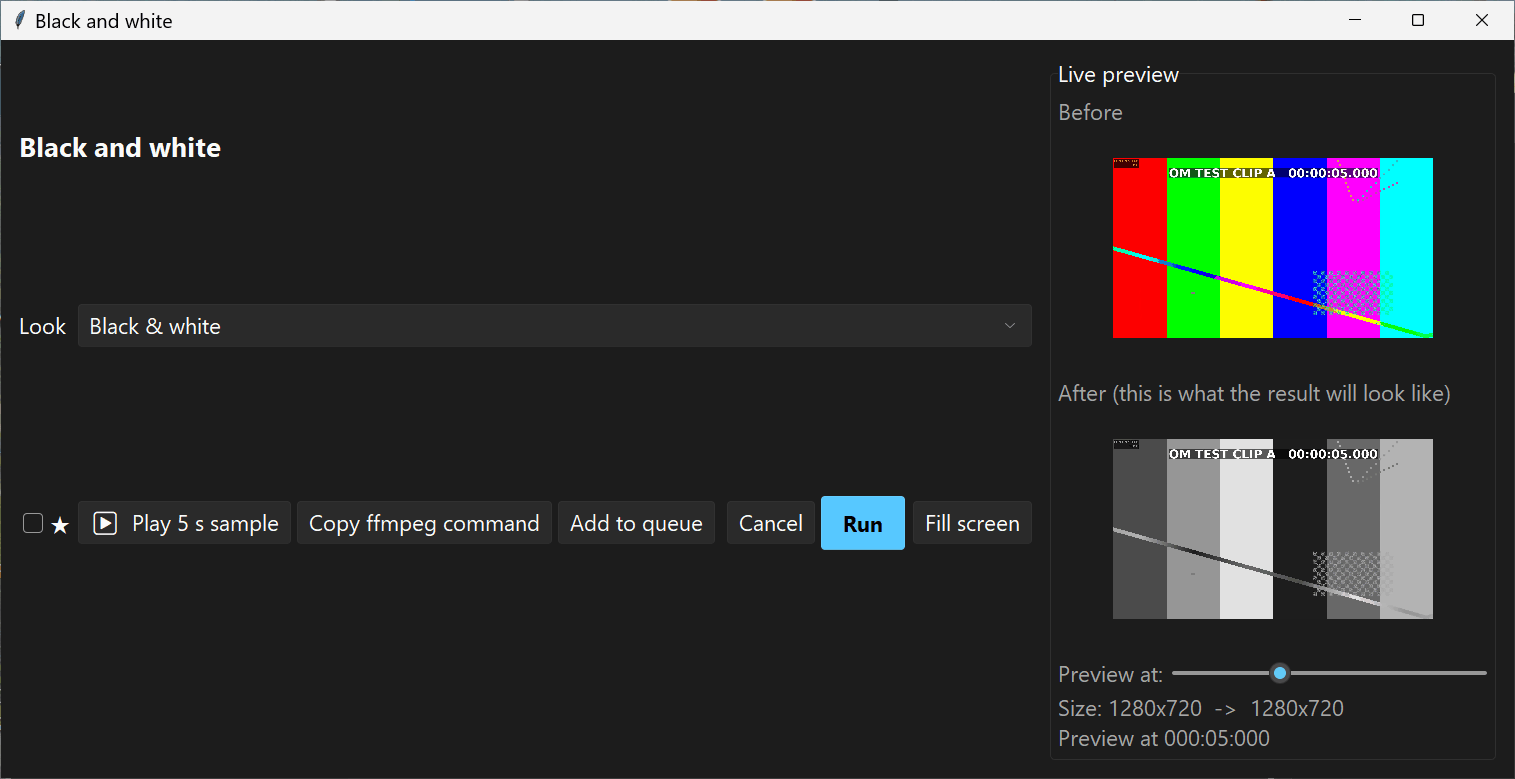 Black and white
Live preview
Before
Black and white
OM TEST CLIP A 00:00:05.000
Look Black & white
After (this is what the result will look like)
OM TEST CLIP A 00:00:05.000
★ Play 5 s sample Copy ffmpeg command Add to queue Cancel Run Fill screen
Preview at:
Size: 1280x720 -> 1280x720
Preview at 000:05:000